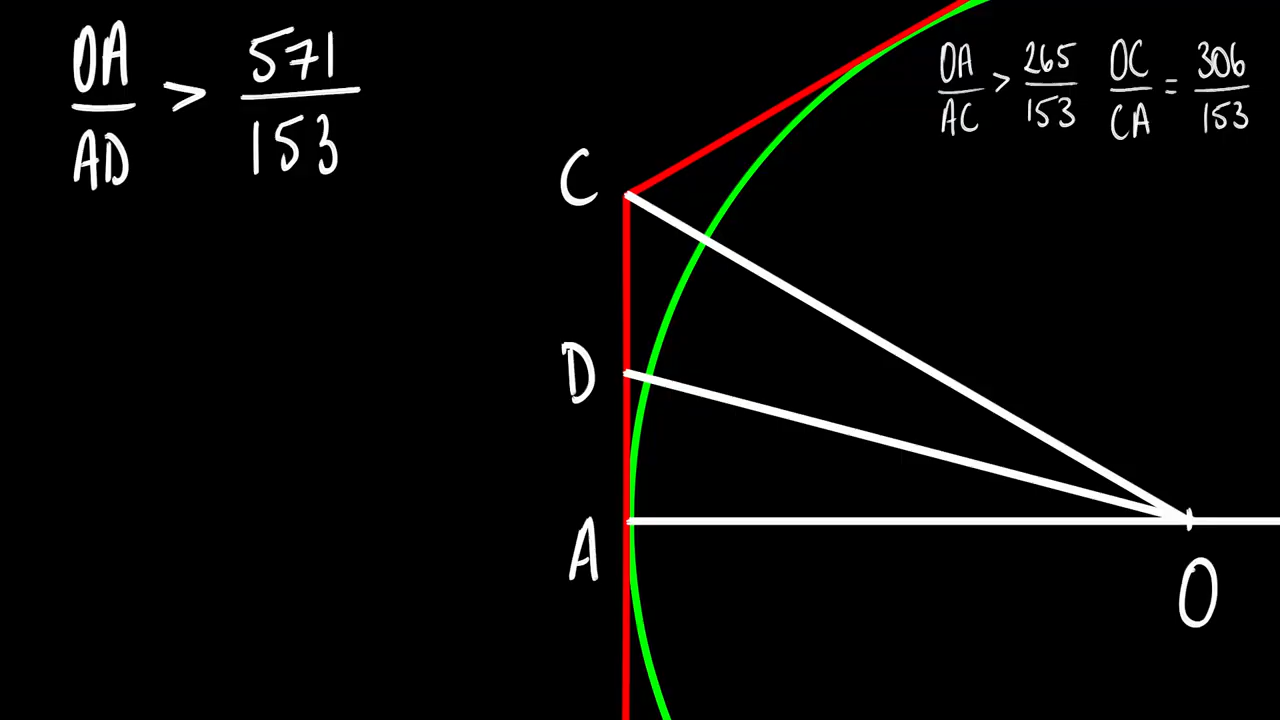 OA/AD > 571/153
OA/AC > 265/153 OC/CA = 306/153
C
D
A
O